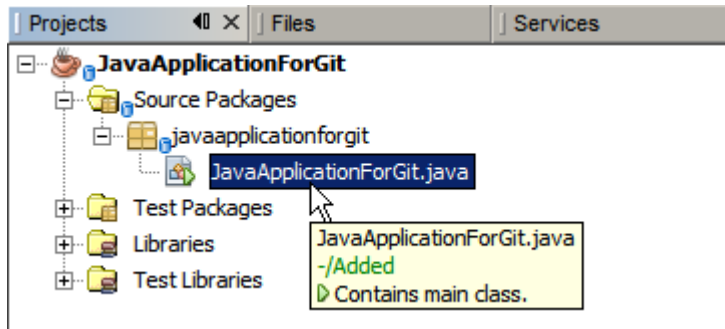 Projects Files Services
JavaApplicationForGit
Source Packages
javaapplicationforgit
JavaApplicationForGit.java
Test Packages
Libraries
Test Libraries
JavaApplicationForGit.java
-/Added
Contains main class.